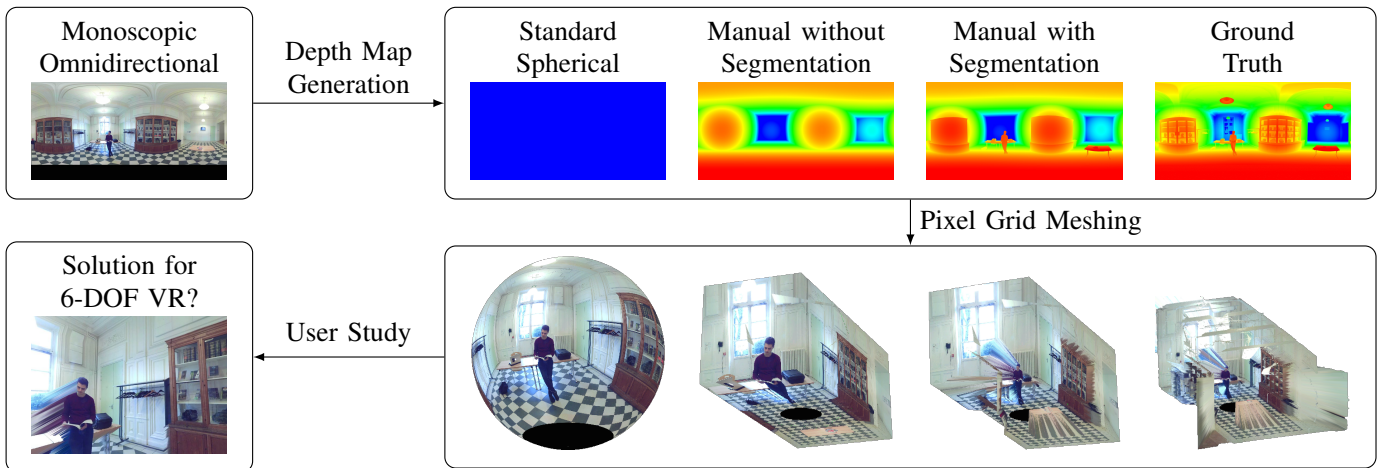 Monoscopic
Omnidirectional
Depth Map
Generation
Standard
Spherical
Manual without
Segmentation
Manual with
Segmentation
Ground
Truth
Pixel Grid Meshing
Solution for
6-DOF VR?
User Study